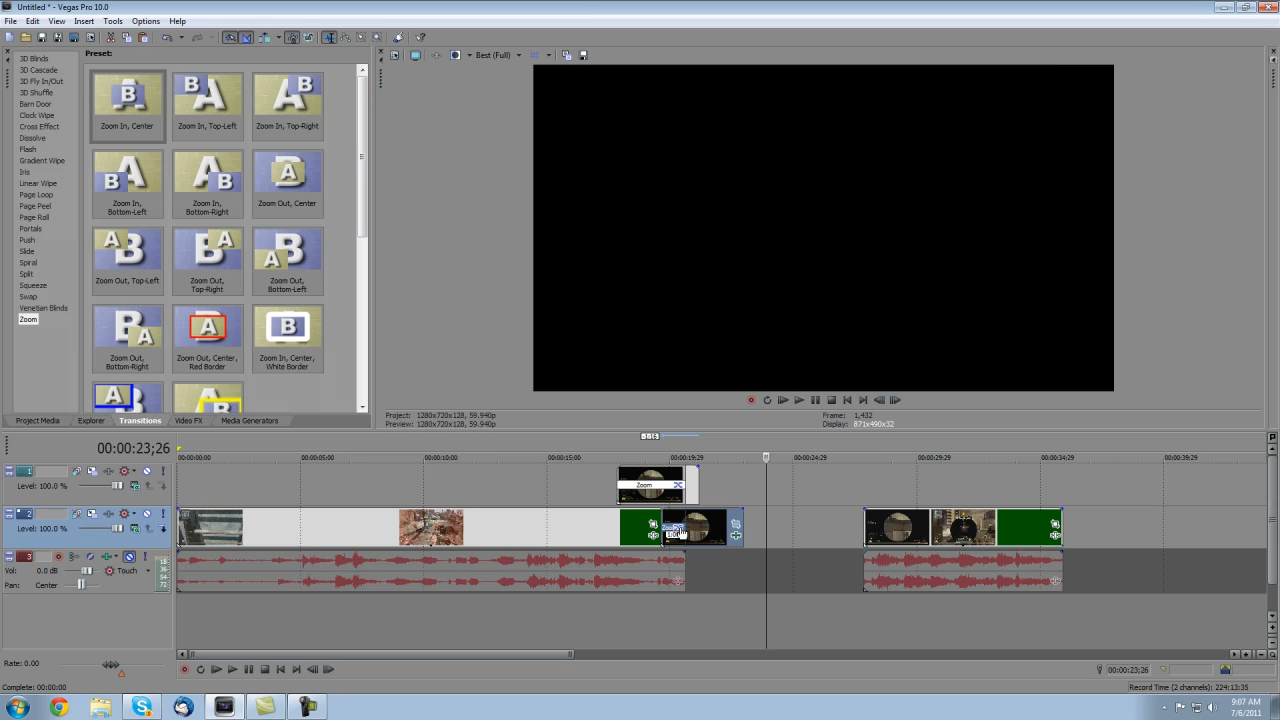 Untitled * - Vegas Pro 10.0
File Edit View Insert Tools Options Help
Preset:
Best (Full)
3D Blinds
3D Cascade
3D Fly In/Out
3D Shuffle
Barn Door
Clock Wipe
Cross Effect
Dissolve
Flash
Gradient Wipe
Iris
Linear Wipe
Page Loop
Page Peel
Page Roll
Portals
Push
Slide
Spiral
Split
Squeeze
Swap
Venetian Blinds
Zoom
Zoom In, Center
Zoom In, Top-Left
Zoom In, Top-Right
Zoom In, Bottom-Left
Zoom In, Bottom-Right
Zoom Out, Center
Zoom Out, Top-Left
Zoom Out, Top-Right
Zoom Out, Bottom-Left
Zoom Out, Bottom-Right
Zoom Out, Center, Red Border
Zoom In, Center, White Border
Project Media Explorer Transitions Video FX Media Generators
Project: 1280x720x128, 59.940p
Preview: 1280x720x128, 59.940p
Frame: 1,432
Display: 871x490x32
00:00:23;26
00:00:00;00 00:00:05;00 00:00:10;00 00:00:15;00 00:00:19;29 00:00:24;29 00:00:29;29 00:00:34;29 00:00:39;29
1
Level: 100.0 %
Zoom
2
Level: 100.0 %
3
Vol: 0.0 dB Touch
Pan: Center
18-
36-
54-
72-
Rate: 0.00
00:00:23;26
Complete: 00:00:00
Record Time (2 channels): 224:13:35
9:07 AM
7/6/2011